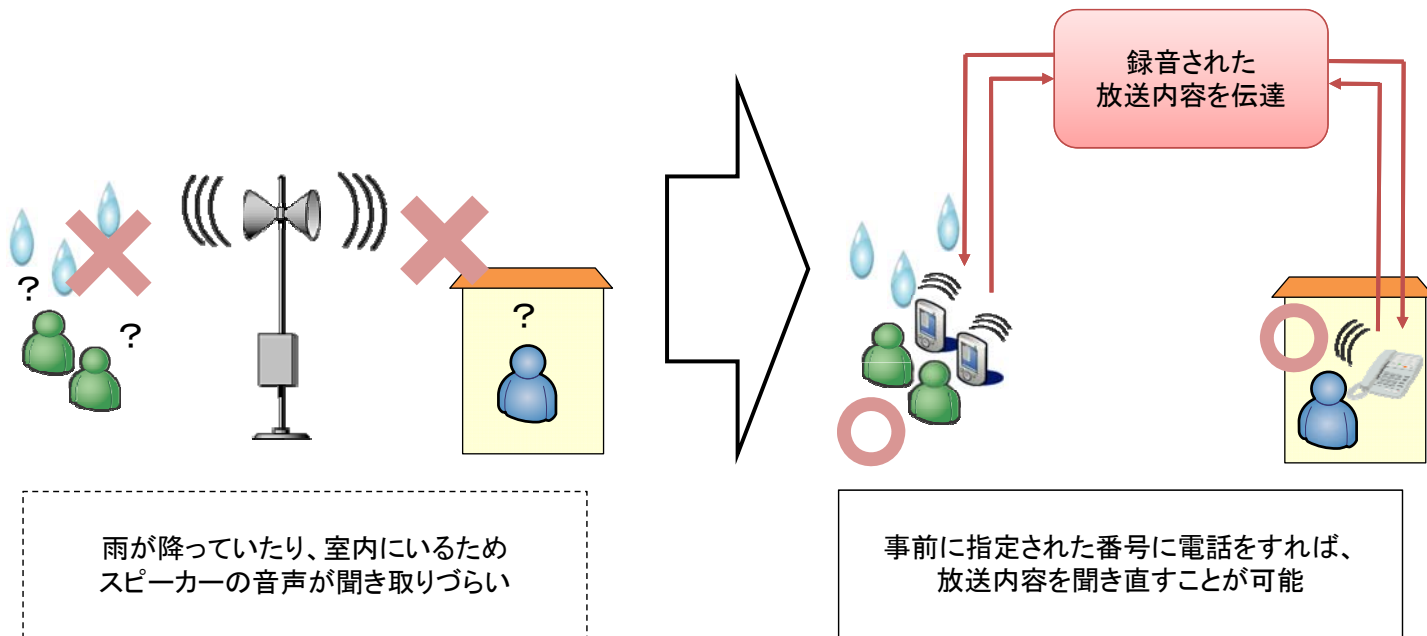 録音された
放送内容を伝達
?
?
?
雨が降っていたり、室内にいるため
スピーカーの音声が聞き取りづらい
事前に指定された番号に電話をすれば、
放送内容を聞き直すことが可能